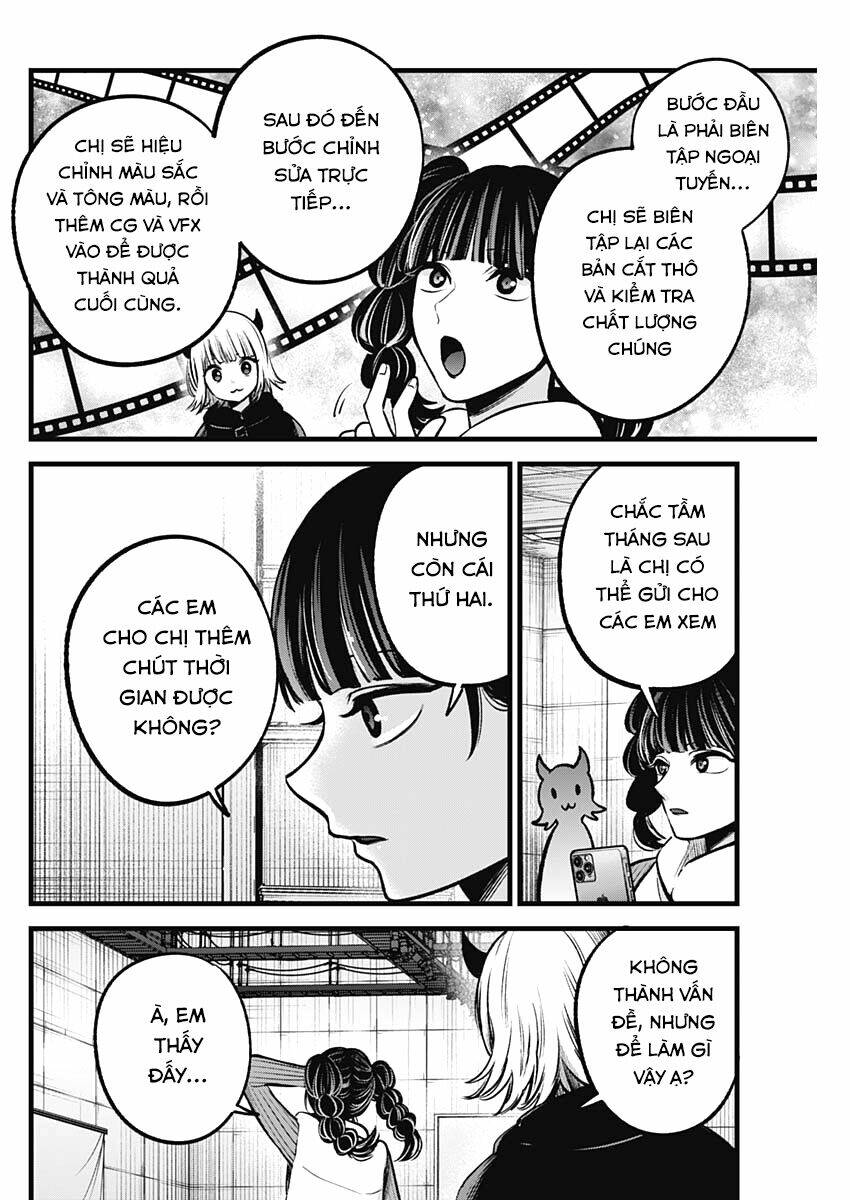 BƯỚC ĐẦU
LÀ PHẢI BIÊN
TẬP NGOẠI
TUYẾN...
CHỊ SẼ BIÊN
TẬP LẠI CÁC
BẢN CẮT THÔ
VÀ KIỂM TRA
CHẤT LƯỢNG
CHÚNG
SAU ĐÓ ĐẾN
BƯỚC CHỈNH
SỬA TRỰC
TIẾP...
CHỊ SẼ HIỆU
CHỈNH MÀU SẮC
VÀ TÔNG MÀU, RỒI
THÊM CG VÀ VFX
VÀO ĐỂ ĐƯỢC
THÀNH QUẢ
CUỐI CÙNG.
CHẮC TẦM
THÁNG SAU
LÀ CHỊ CÓ
THỂ GỬI CHO
CÁC EM XEM
NHƯNG
CÒN CÁI
THỨ HAI.
CÁC EM
CHO CHỊ THÊM
CHÚT THỜI
GIAN ĐƯỢC
KHÔNG?
KHÔNG
THÀNH VẤN
ĐỀ, NHƯNG
ĐỂ LÀM GÌ
VẬY Ạ?
À, EM
THẤY
ĐẤY...